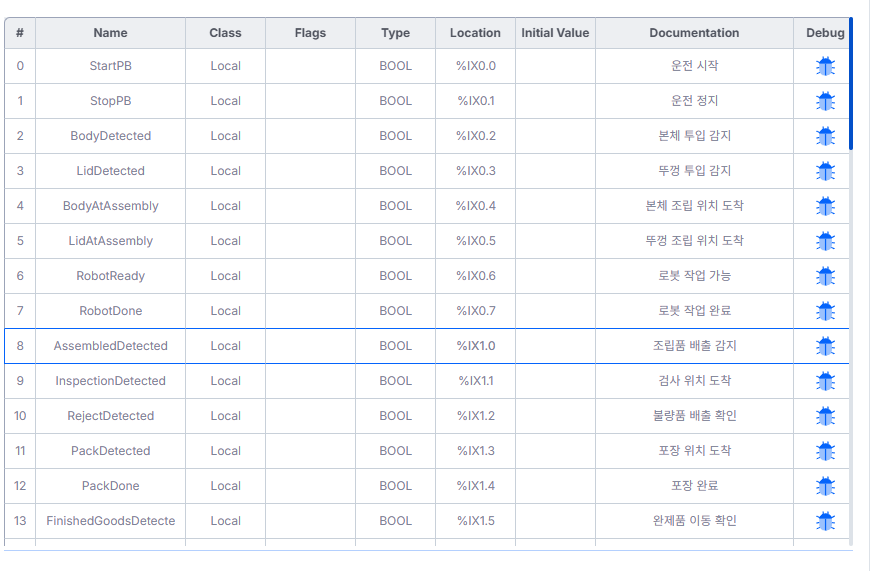 # Name Class Flags Type Location Initial Value Documentation Debug
0 StartPB Local BOOL %IX0.0 운전 시작
1 StopPB Local BOOL %IX0.1 운전 정지
2 BodyDetected Local BOOL %IX0.2 본체 투입 감지
3 LidDetected Local BOOL %IX0.3 뚜껑 투입 감지
4 BodyAtAssembly Local BOOL %IX0.4 본체 조립 위치 도착
5 LidAtAssembly Local BOOL %IX0.5 뚜껑 조립 위치 도착
6 RobotReady Local BOOL %IX0.6 로봇 작업 가능
7 RobotDone Local BOOL %IX0.7 로봇 작업 완료
8 AssembledDetected Local BOOL %IX1.0 조립품 배출 감지
9 InspectionDetected Local BOOL %IX1.1 검사 위치 도착
10 RejectDetected Local BOOL %IX1.2 불량품 배출 확인
11 PackDetected Local BOOL %IX1.3 포장 위치 도착
12 PackDone Local BOOL %IX1.4 포장 완료
13 FinishedGoodsDetecte Local BOOL %IX1.5 완제품 이동 확인